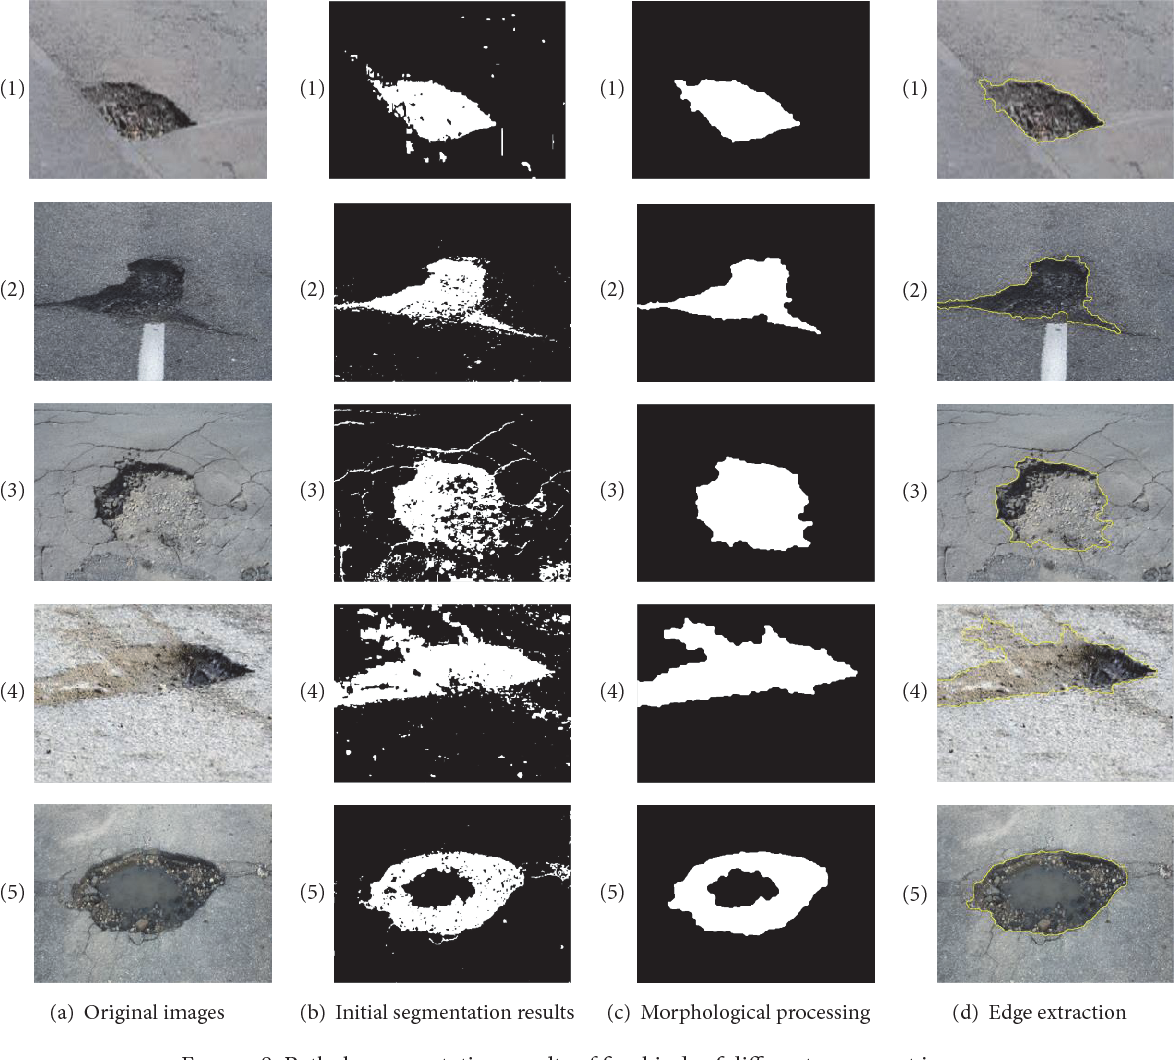 (1) (1) (1) (1)
(2) (2) (2) (2)
(3) (3) (3) (3)
(4) (4) (4) (4)
(5) (5) (5) (5)
(a) Original images (b) Initial segmentation results (c) Morphological processing (d) Edge extraction